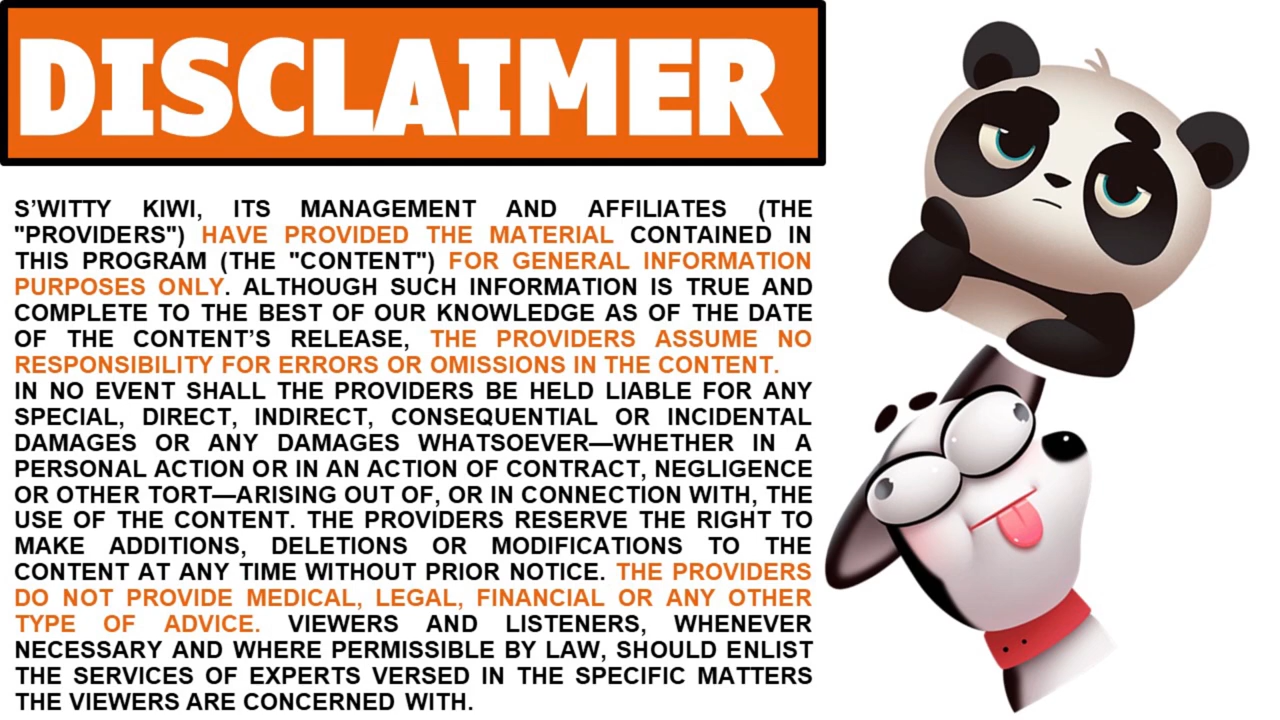 DISCLAIMER
S’WITTY KIWI, ITS MANAGEMENT AND AFFILIATES (THE
"PROVIDERS") HAVE PROVIDED THE MATERIAL CONTAINED IN
THIS PROGRAM (THE "CONTENT") FOR GENERAL INFORMATION
PURPOSES ONLY. ALTHOUGH SUCH INFORMATION IS TRUE AND
COMPLETE TO THE BEST OF OUR KNOWLEDGE AS OF THE DATE
OF THE CONTENT’S RELEASE, THE PROVIDERS ASSUME NO
RESPONSIBILITY FOR ERRORS OR OMISSIONS IN THE CONTENT.
IN NO EVENT SHALL THE PROVIDERS BE HELD LIABLE FOR ANY
SPECIAL, DIRECT, INDIRECT, CONSEQUENTIAL OR INCIDENTAL
DAMAGES OR ANY DAMAGES WHATSOEVER—WHETHER IN A
PERSONAL ACTION OR IN AN ACTION OF CONTRACT, NEGLIGENCE
OR OTHER TORT—ARISING OUT OF, OR IN CONNECTION WITH, THE
USE OF THE CONTENT. THE PROVIDERS RESERVE THE RIGHT TO
MAKE ADDITIONS, DELETIONS OR MODIFICATIONS TO THE
CONTENT AT ANY TIME WITHOUT PRIOR NOTICE. THE PROVIDERS
DO NOT PROVIDE MEDICAL, LEGAL, FINANCIAL OR ANY OTHER
TYPE OF ADVICE. VIEWERS AND LISTENERS, WHENEVER
NECESSARY AND WHERE PERMISSIBLE BY LAW, SHOULD ENLIST
THE SERVICES OF EXPERTS VERSED IN THE SPECIFIC MATTERS
THE VIEWERS ARE CONCERNED WITH.